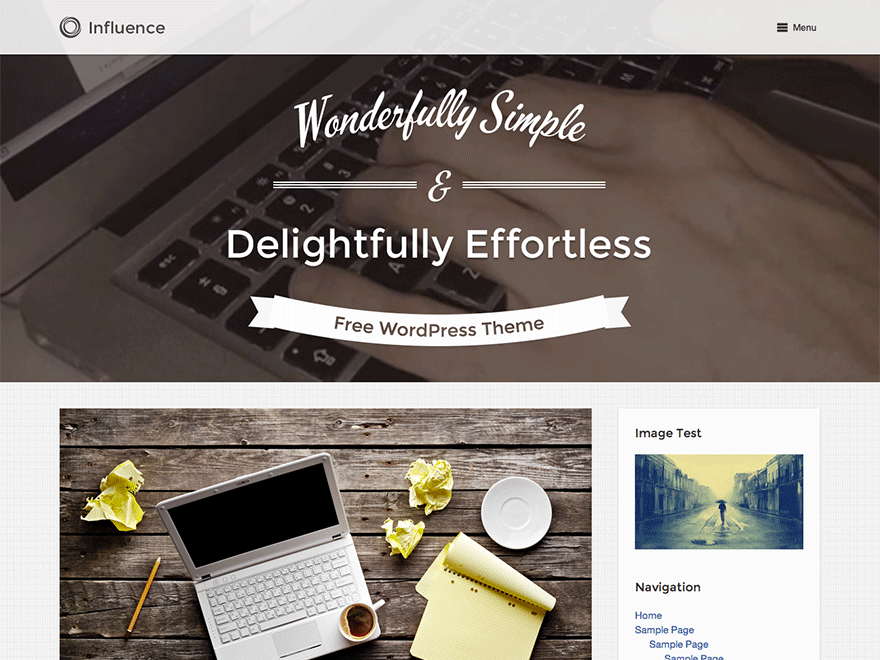 Influence
Menu
Wonderfully Simple
&
Delightfully Effortless
Free WordPress Theme
esc
Image Test
Navigation
Home
Sample Page
Sample Page
Sample Page